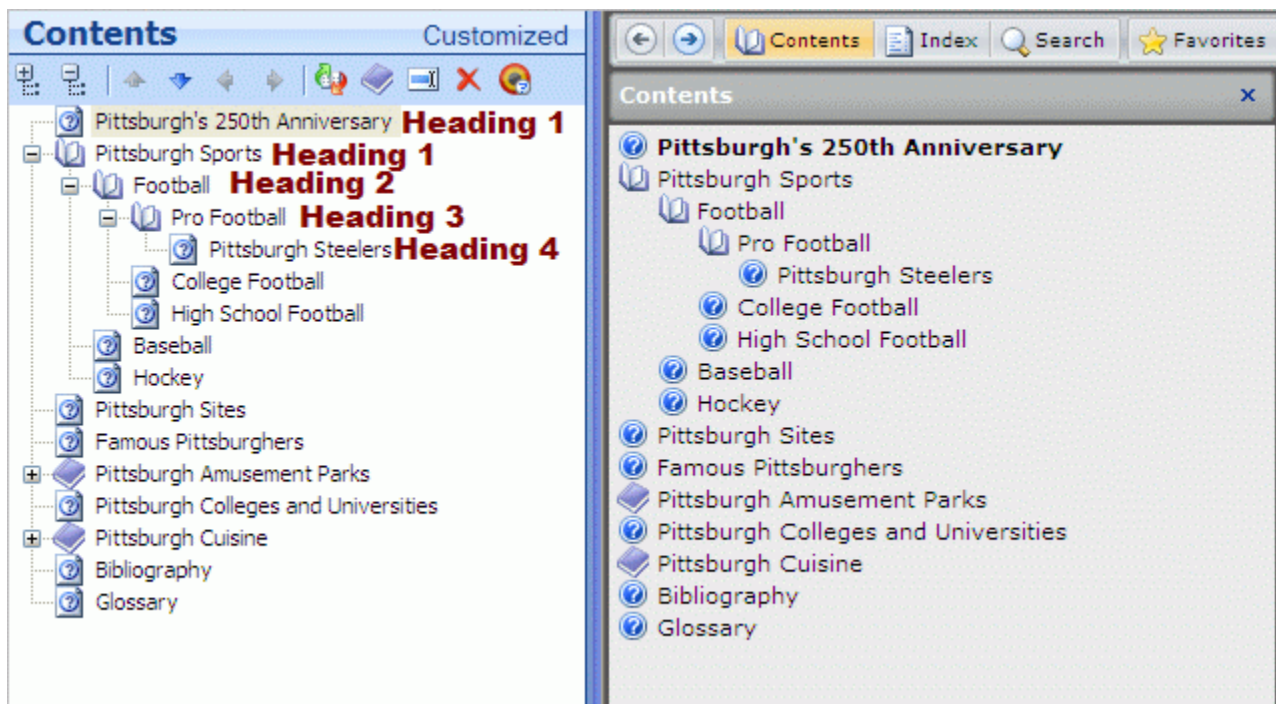 Contents Customized
Pittsburgh's 250th Anniversary Heading 1
Pittsburgh Sports Heading 1
Football Heading 2
Pro Football Heading 3
Pittsburgh Steelers Heading 4
College Football
High School Football
Baseball
Hockey
Pittsburgh Sites
Famous Pittsburghers
Pittsburgh Amusement Parks
Pittsburgh Colleges and Universities
Pittsburgh Cuisine
Bibliography
Glossary
Contents Index Search Favorites
Contents
Pittsburgh's 250th Anniversary
Pittsburgh Sports
Football
Pro Football
Pittsburgh Steelers
College Football
High School Football
Baseball
Hockey
Pittsburgh Sites
Famous Pittsburghers
Pittsburgh Amusement Parks
Pittsburgh Colleges and Universities
Pittsburgh Cuisine
Bibliography
Glossary